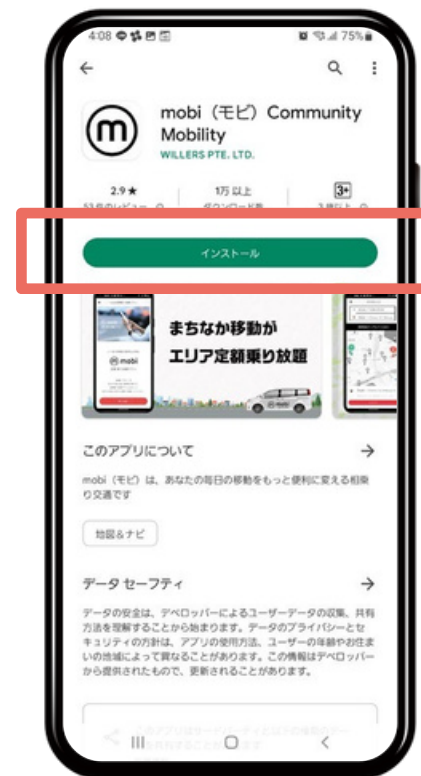 4:08
75%
mobi（モビ）Community
Mobility
WILLERS PTE. LTD.
2.9★
1万 以上
3+
インストール
mobi
まちなか移動が
エリア定額乗り放題
このアプリについて
mobi（モビ）は、あなたの毎日の移動をもっと便利に変える相乗
り交通です
地図＆ナビ
データ セーフティ
データの安全は、デベロッパーによるユーザーデータの収集、共有
方法を理解することから始まります。データのプライバシーとセ
キュリティの方針は、アプリの使用方法、ユーザーの年齢やお住ま
いの地域によって異なることがあります。この情報はデベロッパー
から提供されたもので、更新されることがあります。